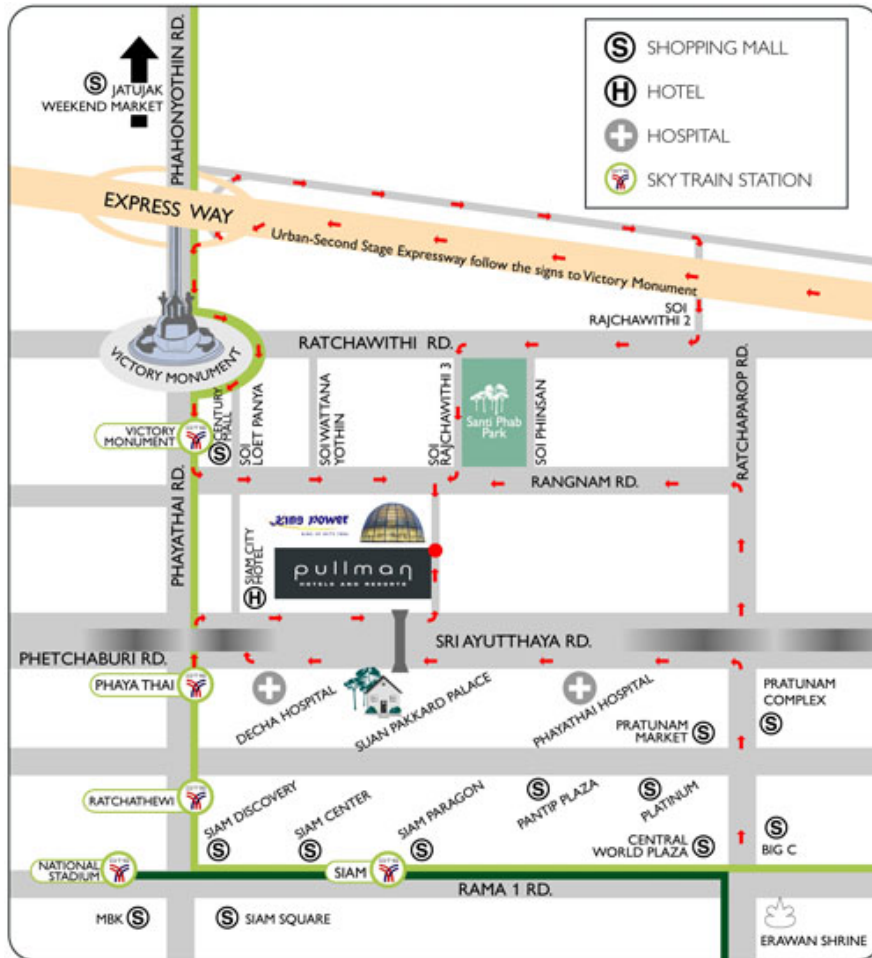 PHAHONYOTHIN RD.
JATUJAK
WEEKEND MARKET
S SHOPPING MALL
H HOTEL
HOSPITAL
SKY TRAIN STATION
EXPRESS WAY
Urban-Second Stage Expressway follow the signs to Victory Monument
SOI
RAJCHAWITHI 2
RATCHAWITHI RD.
VICTORY MONUMENT
VICTORY
MONUMENT
CENTURY
MALL
SOI
LOET PANYA
SOI WATTANA
YOTHIN
SOI
RAJCHAWITHI 3
Santi Phab
Park
SOI PHINSAN
RATCHAPAROP RD.
RANGNAM RD.
PHAYATHAI RD.
king power
SIAM CITY
HOTEL
pullman
HOTELS AND RESORTS
SRI AYUTTHAYA RD.
PHETCHABURI RD.
PHAYA THAI
DECHA HOSPITAL
SUAN PAKKARD PALACE
PHAYATHAI HOSPITAL
PRATUNAM
MARKET
PRATUNAM
COMPLEX
RATCHATHEWI
SIAM DISCOVERY
SIAM CENTER
SIAM PARAGON
PANTIP PLAZA
PLATINUM
CENTRAL
WORLD PLAZA
BIG C
NATIONAL
STADIUM
SIAM
RAMA 1 RD.
MBK
SIAM SQUARE
ERAWAN SHRINE